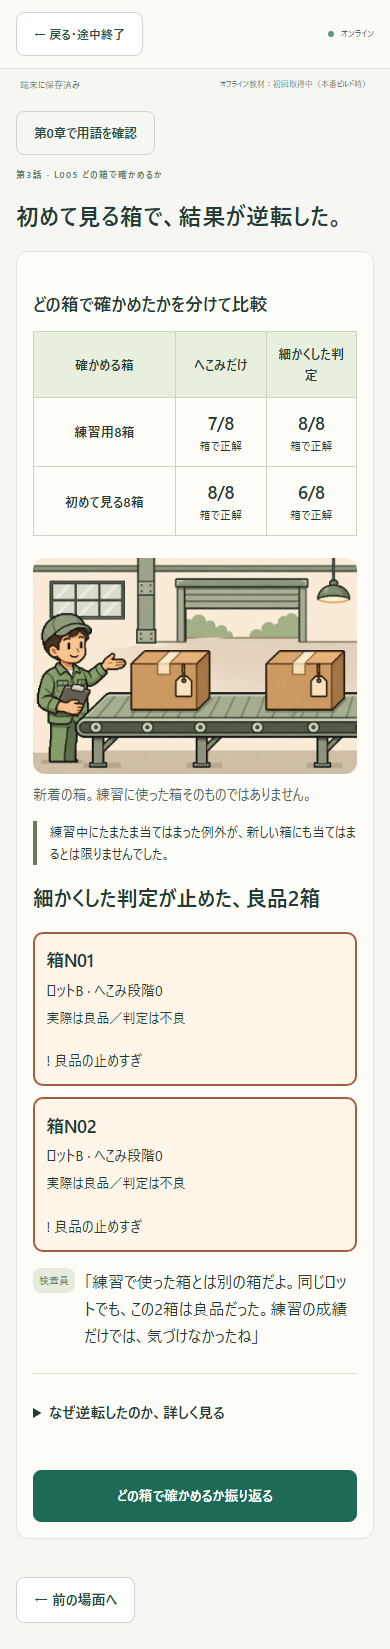 ← 戻る・途中終了
オンライン
端末に保存済み
オフライン教材：初回取得中（本番ビルド時）
第0章で用語を確認
第3話 · L005 どの箱で確かめるか
初めて見る箱で、結果が逆転した。
どの箱で確かめたかを分けて比較
確かめる箱
へこみだけ
細かくした判
定
練習用8箱
7/8
箱で正解
8/8
箱で正解
初めて見る8箱
8/8
箱で正解
6/8
箱で正解
新着の箱。練習に使った箱そのものではありません。
練習中にたまたま当てはまった例外が、新しい箱にも当てはま
るとは限りませんでした。
細かくした判定が止めた、良品2箱
箱N01
ロットB · へこみ段階0
実際は良品／判定は不良
! 良品の止めすぎ
箱N02
ロットB · へこみ段階0
実際は良品／判定は不良
! 良品の止めすぎ
検査員
「練習で使った箱とは別の箱だよ。同じロッ
トでも、この2箱は良品だった。練習の成績
だけでは、気づけなかったね」
▶ なぜ逆転したのか、詳しく見る
どの箱で確かめるか振り返る
← 前の場面へ